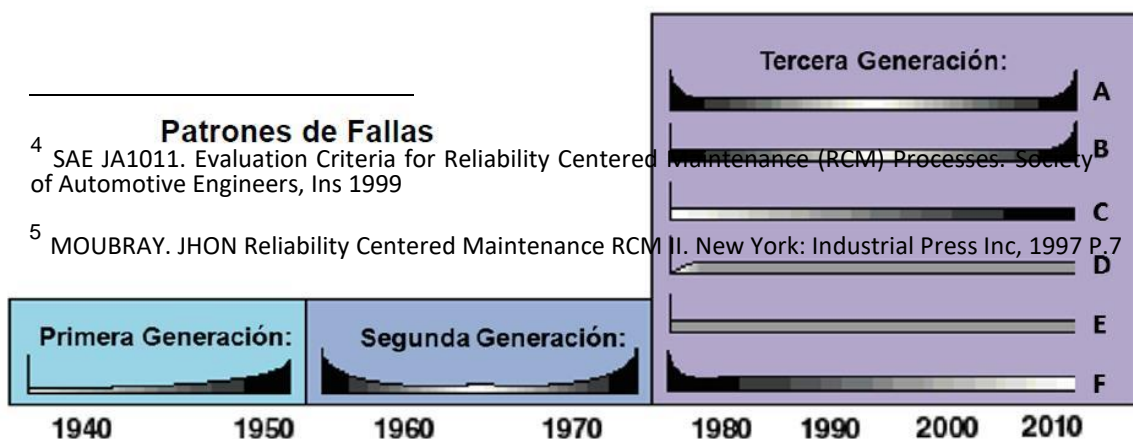 Tercera Generación:
A
Patrones de Fallas
4 SAE JA1011. Evaluation Criteria for Reliability Centered Maintenance (RCM) Processes. Society
B
of Automotive Engineers, Ins 1999
C
5 MOUBRAY. JHON Reliability Centered Maintenance RCM II. New York: Industrial Press Inc, 1997 P.7
D
Primera Generación:
Segunda Generación:
E
F
1940 1950 1960 1970 1980 1990 2000 2010